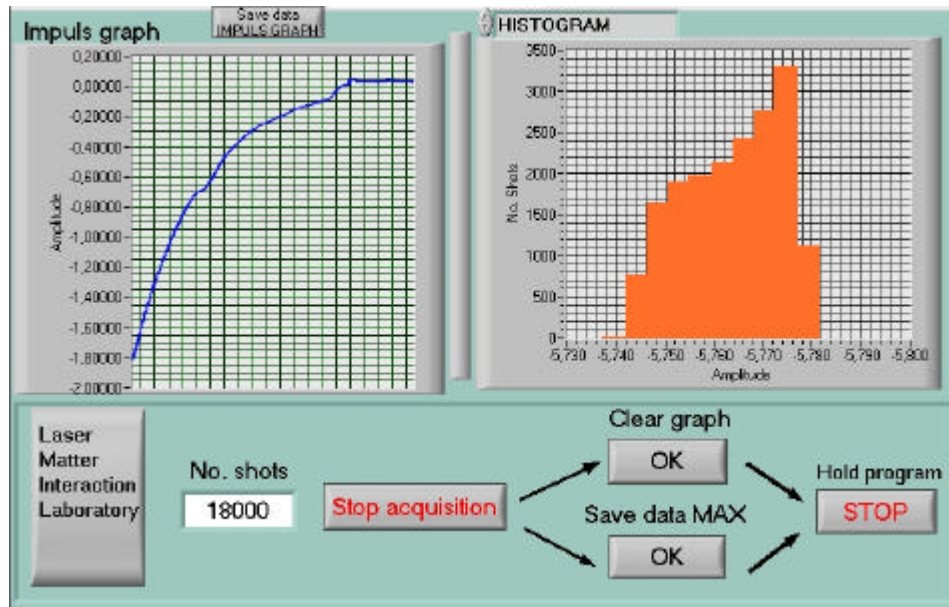 Impuls graph
Save data
IMPULS GRAPH
0,20000
0,00000
-0,20000
-0,40000
-0,60000
-0,80000
-1,00000
-1,20000
-1,40000
-1,60000
-1,80000
-2,00000
Amplitude
HISTOGRAM
3500
3000
2500
2000
1500
1000
500
0
No. Shots
-5,730 -5,740 -5,750 -5,760 -5,770 -5,780 -5,790 -5,800
Amplitude
Laser
Matter
Interaction
Laboratory
No. shots
18000
Stop acquisition
Clear graph
OK
Save data MAX
OK
Hold program
STOP